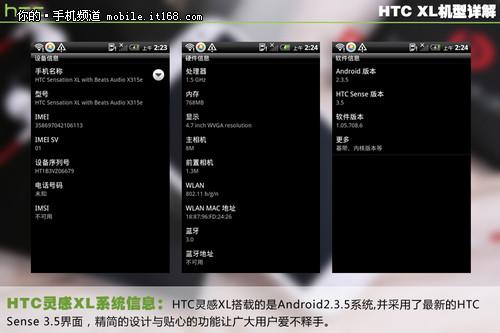 hTC
你的·手机频道 mobile.it168.com
HTC XL机型详解
上午 2:23
设备信息
手机名称
HTC Sensation XL with Beats Audio X315e
型号
HTC Sensation XL with Beats Audio X315e
IMEI
358697042106113
IMEI SV
01
设备序列号
HT1B3VZ06679
电话号码
未知
IMSI
不可用
上午 2:24
硬件信息
处理器
1.5 GHz
内存
768MB
显示
4.7 inch WVGA resolution
主相机
8M
前置相机
1.3M
WLAN
802.11 b/g/n
WLAN MAC 地址
18:87:96:FD:24:26
蓝牙
3.0
蓝牙地址
不可用
上午 2:24
软件信息
Android 版本
2.3.5
HTC Sense 版本
3.5
软件版本
1.05.708.6
更多
基带、内核版本等
HTC灵感XL系统信息：HTC灵感XL搭载的是Android2.3.5系统,并采用了最新的HTC
Sense 3.5界面，精简的设计与贴心的功能让广大用户爱不释手。